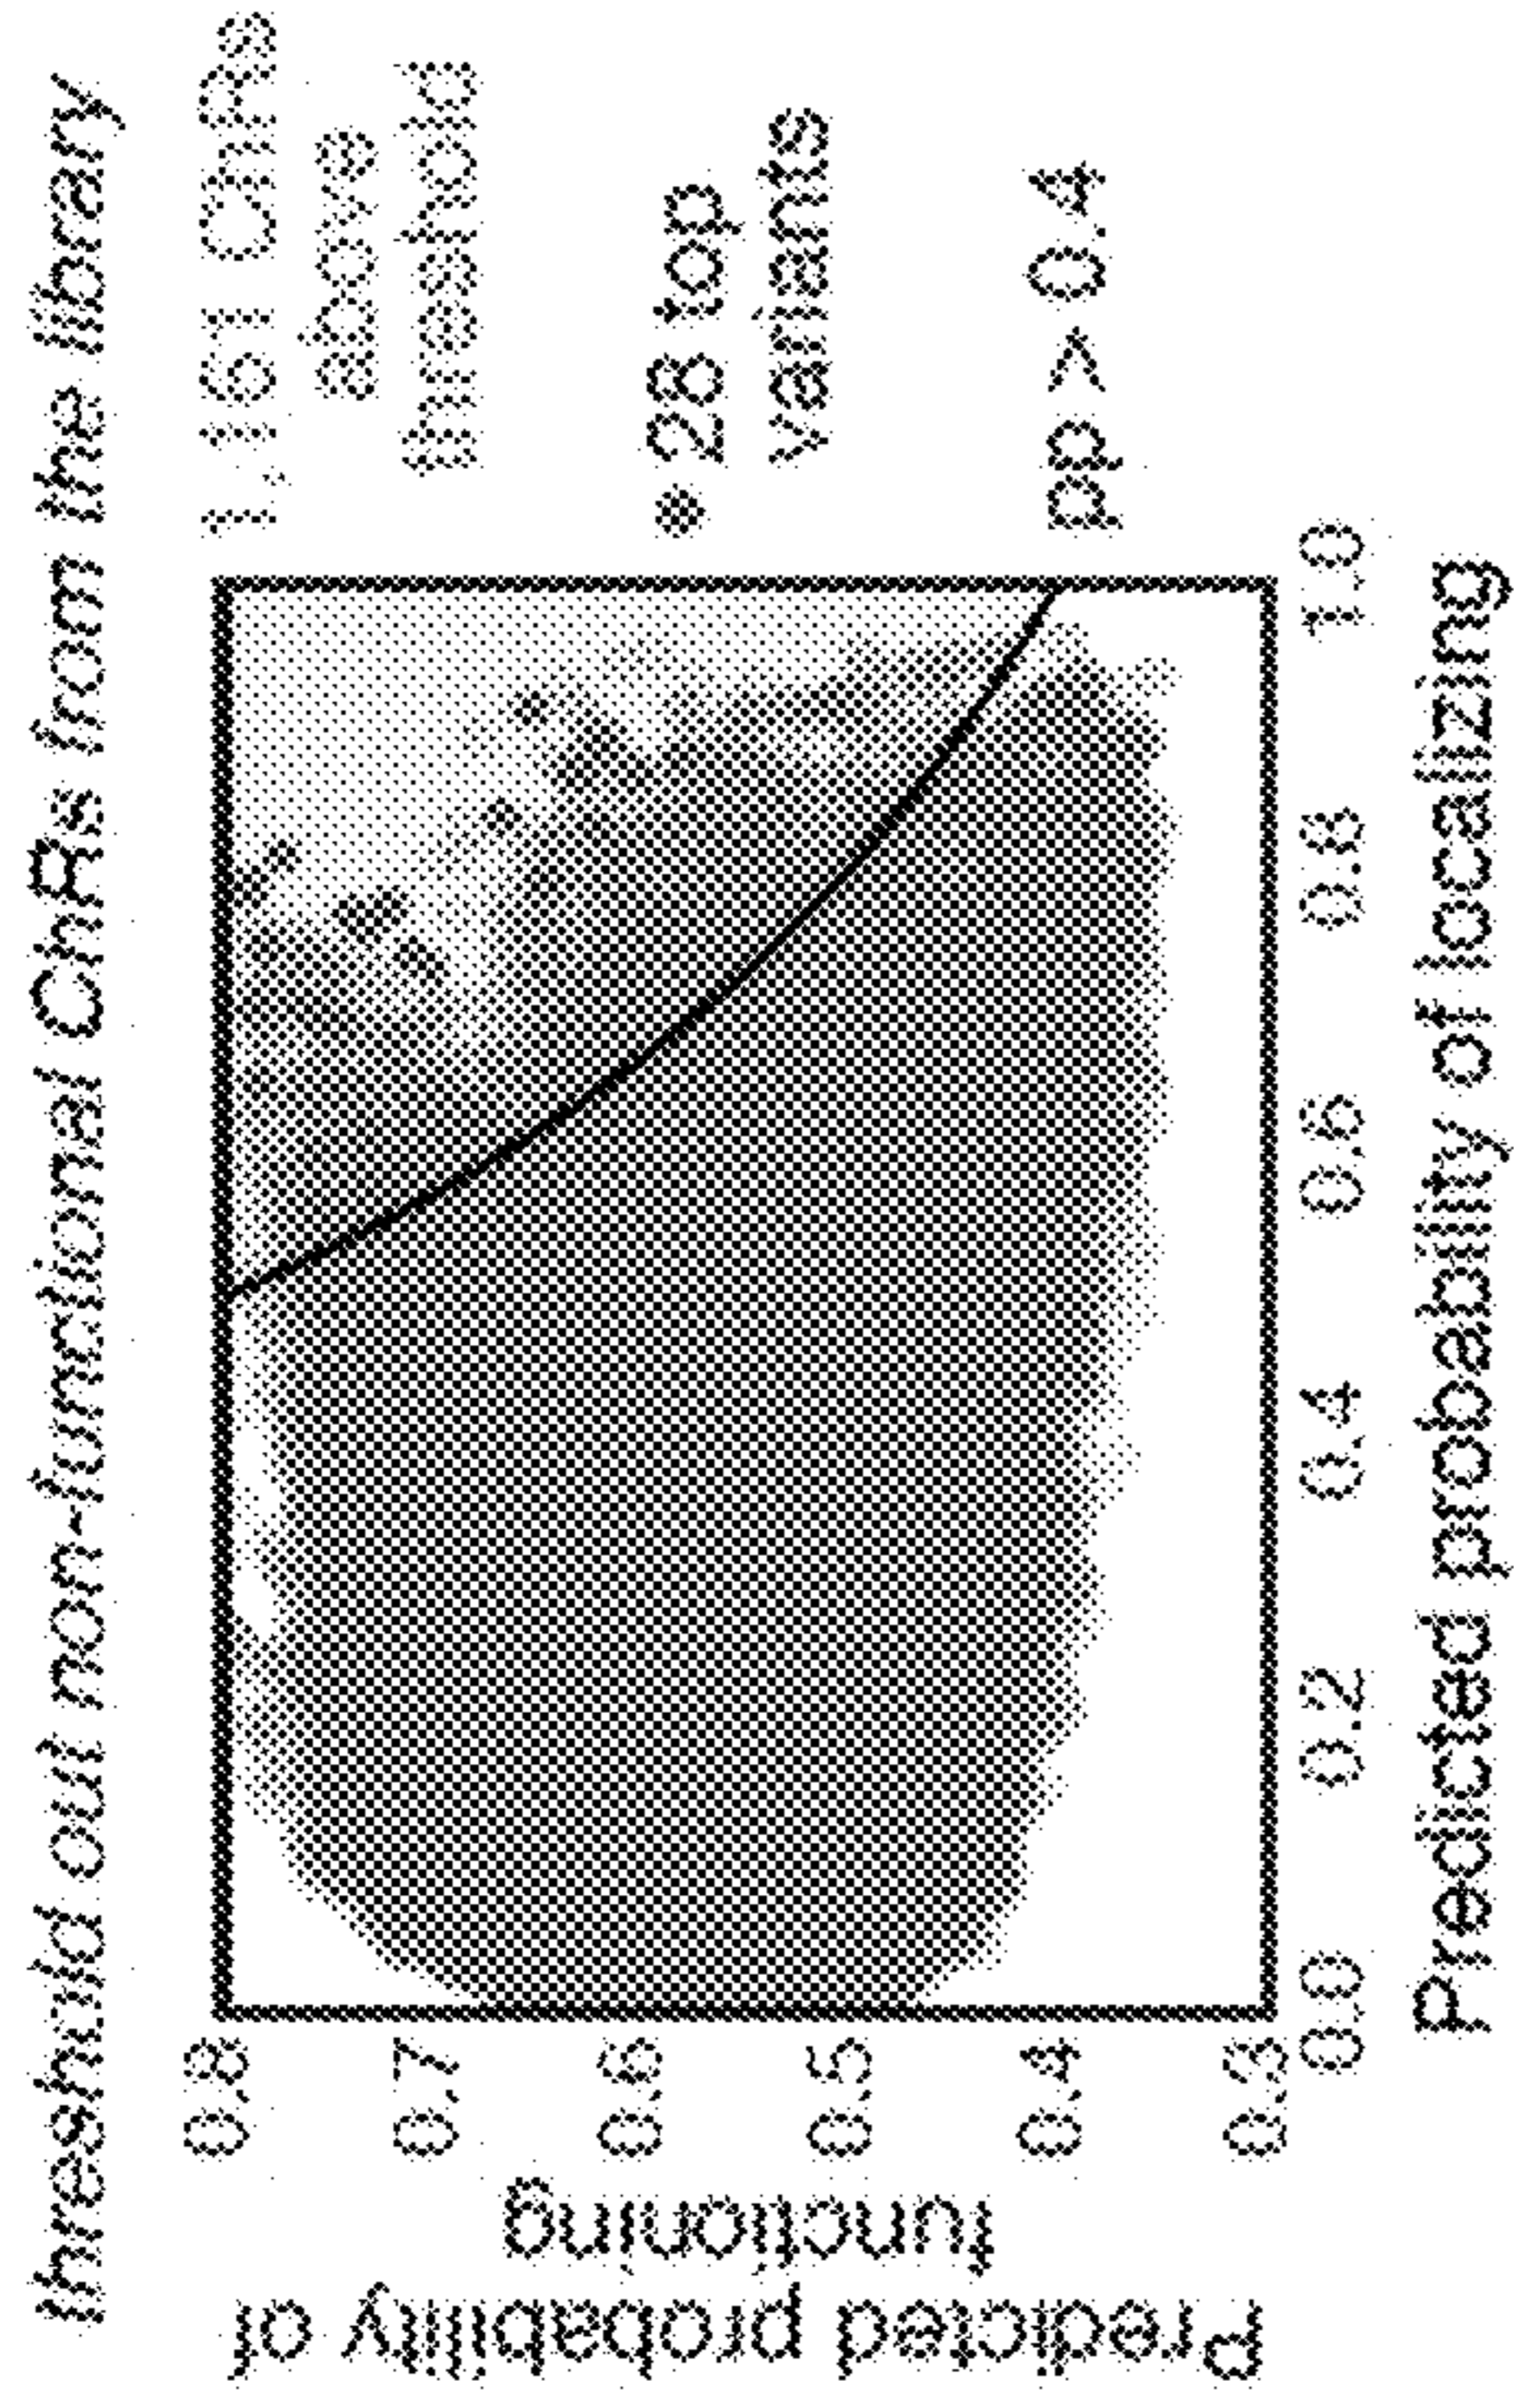 threshold out non-functional ChRs from the library
Predicted probability of
functioning
0.8
0.7
0.6
0.5
0.4
0.3
0.0
0.2
0.4
0.6
0.8
1.0
Predicted probability of localizing
1,161 ChRs
above
threshold
28 top
variants
pp > 0.4